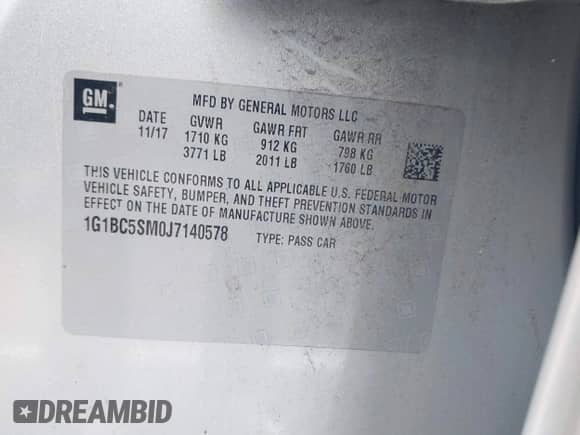 GM
MFD BY GENERAL MOTORS LLC
DATE GVWR GAWR FRT GAWR RR
11/17 1710 KG 912 KG 798 KG
3771 LB 2011 LB 1760 LB
THIS VEHICLE CONFORMS TO ALL APPLICABLE U.S. FEDERAL MOTOR
VEHICLE SAFETY, BUMPER, AND THEFT PREVENTION STANDARDS IN
EFFECT ON THE DATE OF MANUFACTURE SHOWN ABOVE.
1G1BC5SM0J7140578 TYPE: PASS CAR
DREAMBID